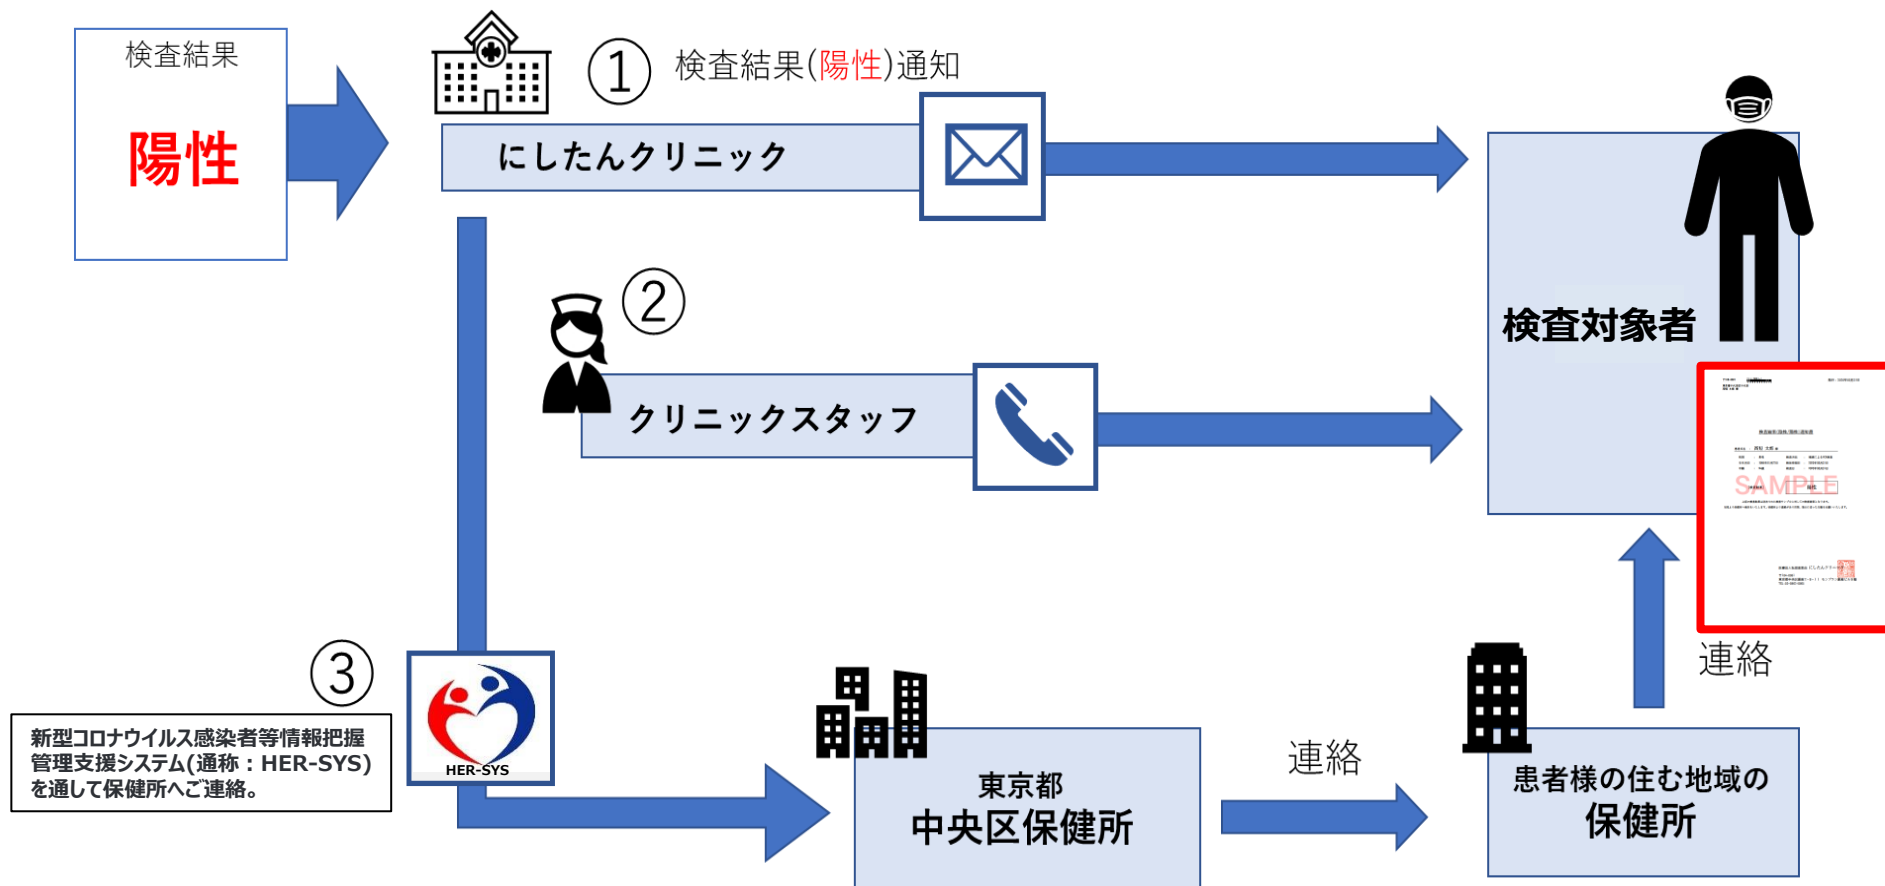 検査結果
陽性
① 検査結果(陽性)通知
にしたんクリニック
②
クリニックスタッフ
検査対象者
SAMPLE
③
新型コロナウイルス感染者等情報把握
管理支援システム(通称：HER-SYS)
を通して保健所へご連絡。
HER-SYS
東京都
中央区保健所
連絡
患者様の住む地域の
保健所
連絡